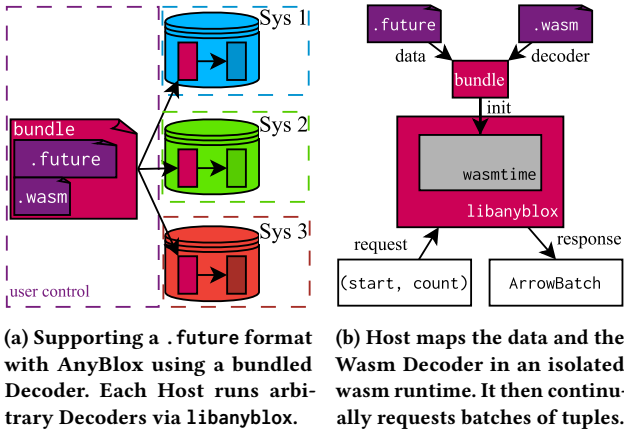 Sys 1
Sys 2
Sys 3
bundle
.future
.wasm
user control
(a) Supporting a .future format
with AnyBlox using a bundled
Decoder. Each Host runs arbi-
trary Decoders via libanyblox.
.future
.wasm
data
decoder
bundle
init
wasmtime
libanyblox
request
response
(start, count)
ArrowBatch
(b) Host maps the data and the
Wasm Decoder in an isolated
wasm runtime. It then continu-
ally requests batches of tuples.